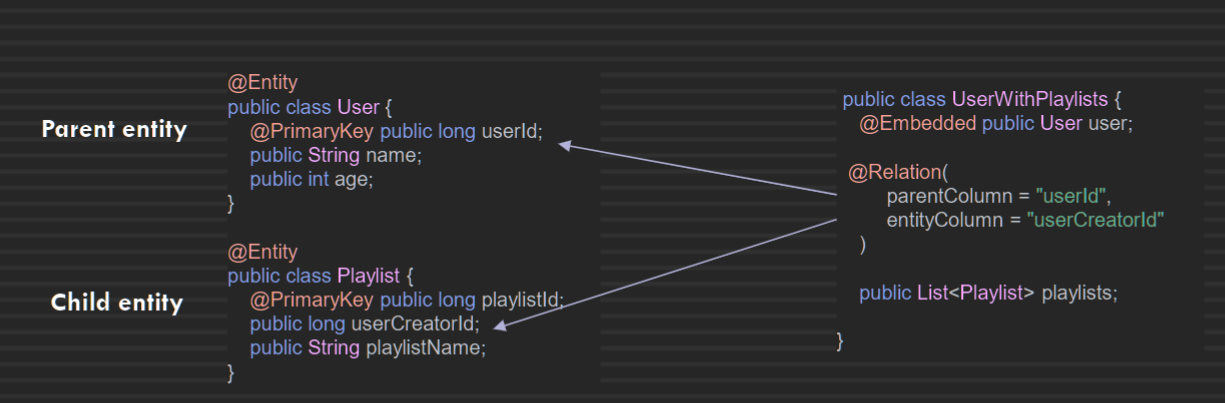 Parent entity
@Entity
public class User {
@PrimaryKey public long userId;
public String name;
public int age;
}
Child entity
@Entity
public class Playlist {
@PrimaryKey public long playlistId;
public long userCreatorId;
public String playlistName;
}
public class UserWithPlaylists {
@Embedded public User user;
@Relation(
parentColumn = "userId",
entityColumn = "userCreatorId"
)
public List<Playlist> playlists;
}